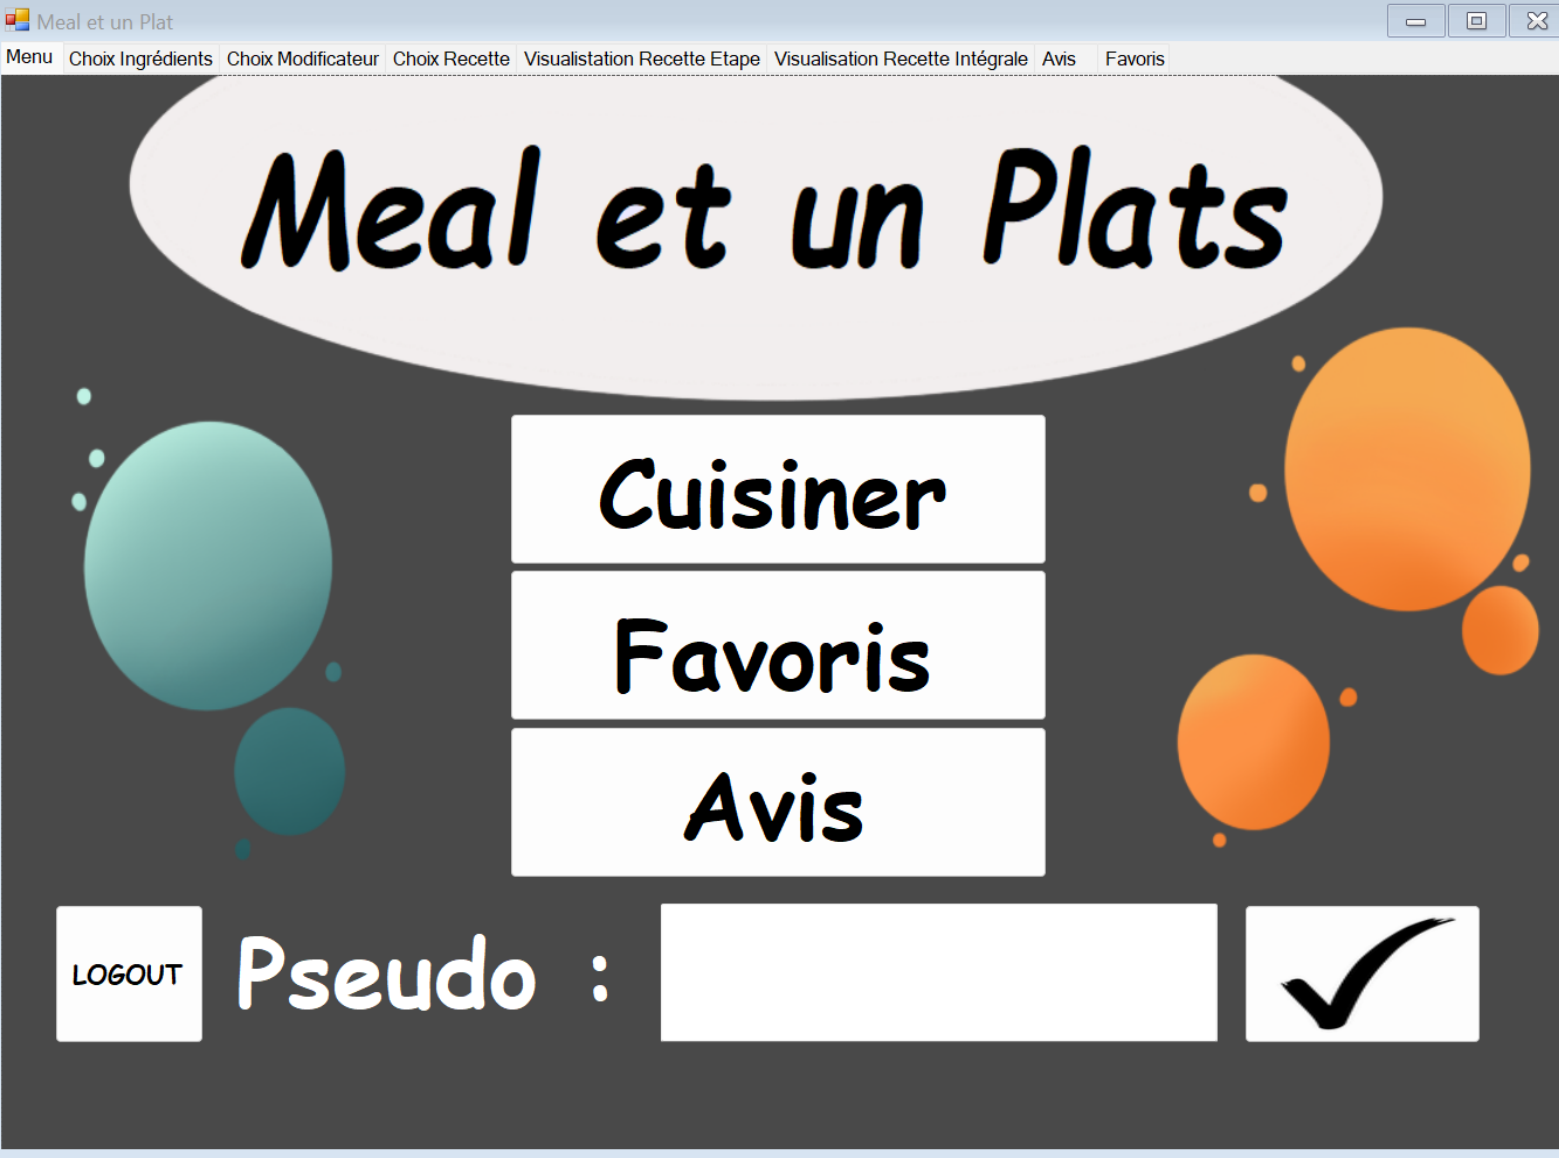 Meal et un Plat
Menu Choix Ingrédients Choix Modificateur Choix Recette Visualistation Recette Etape Visualisation Recette Intégrale Avis Favoris
Meal et un Plats
Cuisiner
Favoris
Avis
LOGOUT Pseudo :